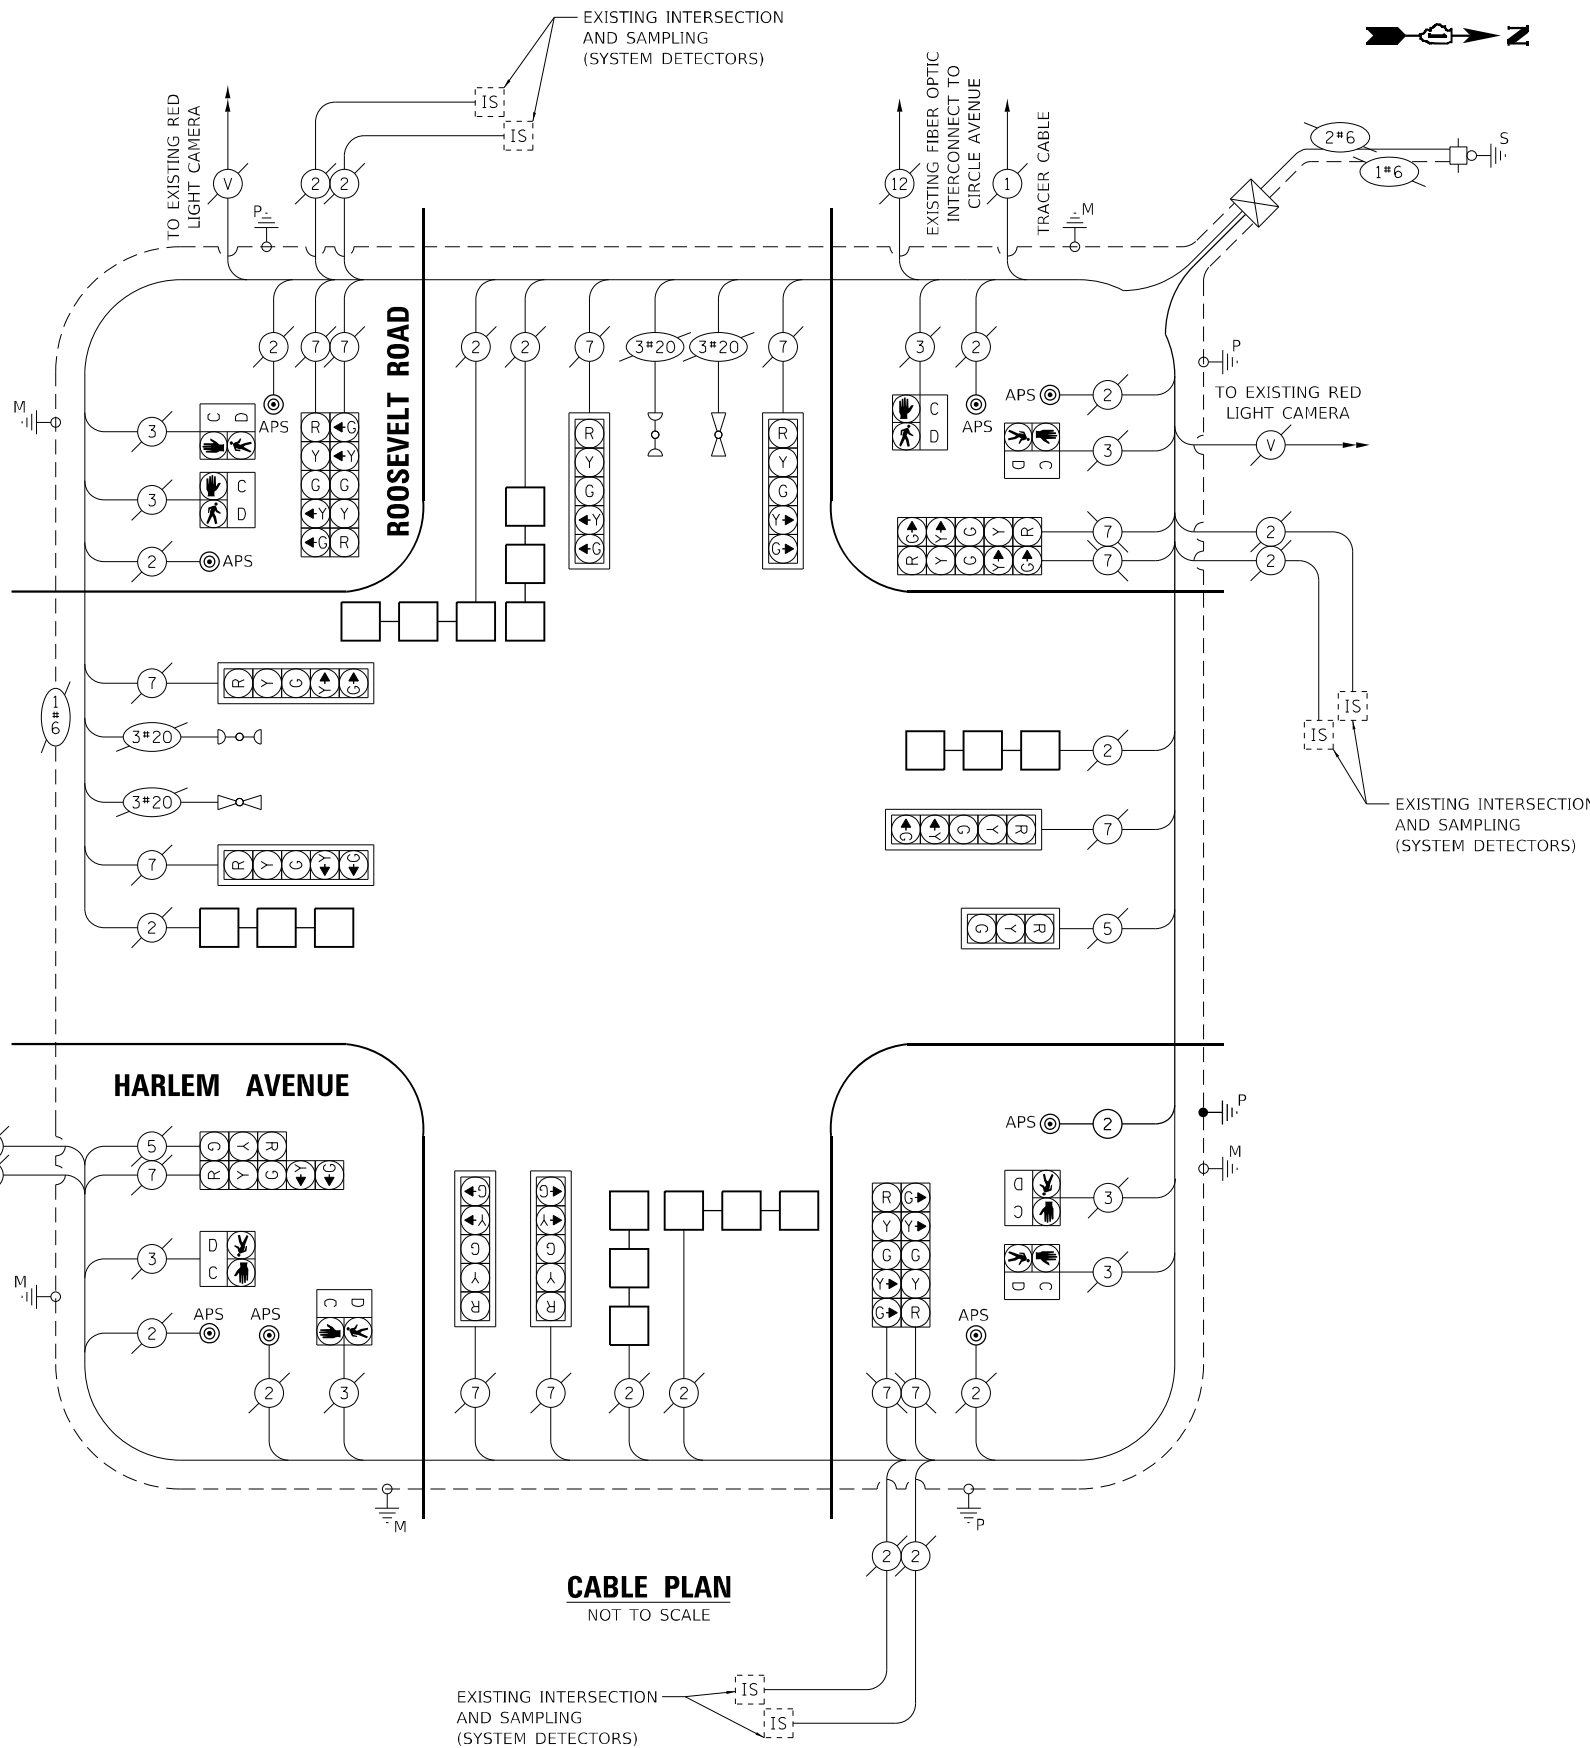 EXISTING INTERSECTION
AND SAMPLING
(SYSTEM DETECTORS)
N
TO EXISTING RED
LIGHT CAMERA
EXISTING FIBER OPTIC
INTERCONNECT TO
CIRCLE AVENUE
TRACER CABLE
IS
IS
2#6
1#6
S
V
2
2
12
1
P
M
2
7
7
2
2
7
3#20
3#20
7
3
2
P
ROOSEVELT ROAD
TO EXISTING RED
LIGHT CAMERA
M
3
C D
APS
R G
Y Y
G G
Y Y
G R
R
Y
G
Y
G
R
Y
G
Y
G
C
D
APS
APS
2
3
D C
V
3
C
D
2
APS
G Y G Y R
7
2
R Y G Y G
7
2
1#6
7
R Y G Y G
3#20
3#20
7
R Y G Y G
2
2
IS
IS
G Y G Y R
7
EXISTING INTERSECTION
AND SAMPLING
(SYSTEM DETECTORS)
G Y R
5
HARLEM AVENUE
APS
2
P
M
5
G Y R
7
R Y G Y G
G
Y
G
Y
R
G
Y
G
Y
R
R G
Y Y
G G
Y Y
G R
D
C
3
D C
3
3
D
C
M
APS
APS
C D
2
APS
2
3
7
7
2
2
7
7
2
M
P
2
2
CABLE PLAN
NOT TO SCALE
EXISTING INTERSECTION
AND SAMPLING
(SYSTEM DETECTORS)
IS
IS